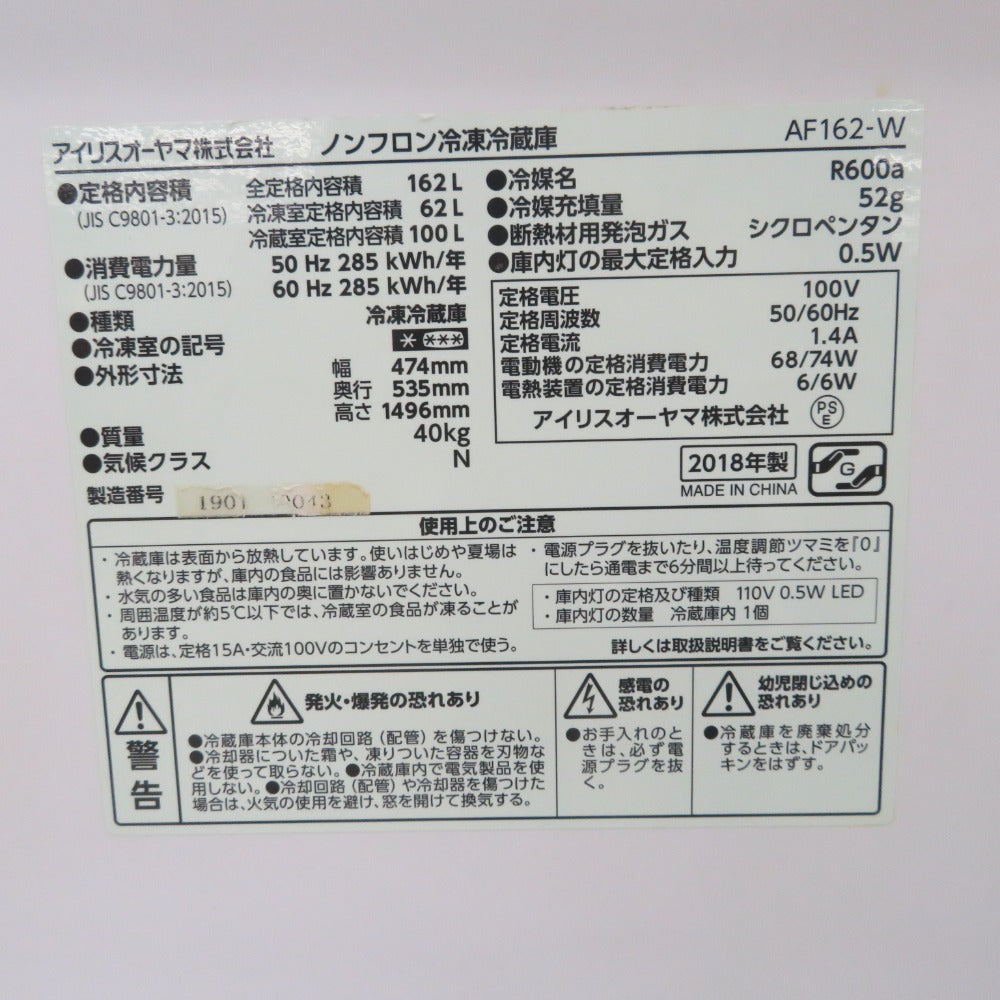 アイリスオーヤマ株式会社 ノンフロン冷凍冷蔵庫 AF162-W
●定格内容積 全定格内容積 162 L
(JIS C9801-3:2015) 冷凍室定格内容積 62 L
冷蔵室定格内容積 100 L
●消費電力量 50 Hz 285 kWh/年
(JIS C9801-3:2015) 60 Hz 285 kWh/年
●種類 冷凍冷蔵庫
●冷凍室の記号
●外形寸法 幅 474mm
奥行 535mm
高さ 1496mm
●質量 40kg
●気候クラス N
製造番号 1901 0043
●冷媒名 R600a
●冷媒充填量 52g
●断熱材用発泡ガス シクロペンタン
●庫内灯の最大定格入力 0.5W
定格電圧 100V
定格周波数 50/60Hz
定格電流 1.4A
電動機の定格消費電力 68/74W
電熱装置の定格消費電力 6/6W
アイリスオーヤマ株式会社 PSE
2018年製 G
MADE IN CHINA
使用上のご注意
・冷蔵庫は表面から放熱しています。使いはじめや夏場は
熱くなりますが、庫内の食品には影響ありません。
・水気の多い食品は庫内の奥に置かないでください。
・周囲温度が約5℃以下では、冷蔵室の食品が凍ることが
あります。
・電源は、定格15A・交流100Vのコンセントを単独で使う。
・電源プラグを抜いたり、温度調節ツマミを『0』
にしたら通電まで6分間以上待ってください。
・庫内灯の定格及び種類 110V 0.5W LED
・庫内灯の数量 冷蔵庫内 1個
詳しくは取扱説明書をご覧ください。
警告
発火・爆発の恐れあり
●冷蔵庫本体の冷却回路（配管）を傷つけない。
●冷却器についた霜や、凍りついた容器を刃物な
どを使って取らない。●冷蔵庫内で電気製品を使
用しない。●冷却回路（配管）や冷却器を傷つけた
場合は、火気の使用を避け、窓を開けて換気する。
感電の
恐れあり
●お手入れのと
きは、必ず電
源プラグを抜
く。
幼児閉じ込めの
恐れあり
●冷蔵庫を廃棄処分
するときは、ドアパッ
キンをはずす。